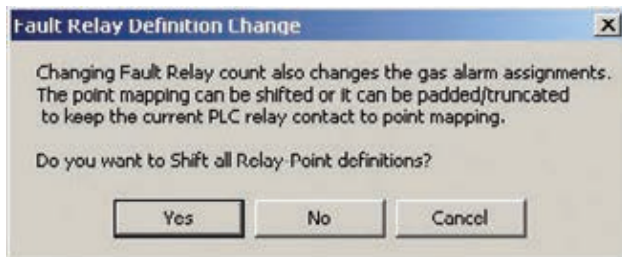 Fault Relay Definition Change
Changing Fault Relay count also changes the gas alarm assignments.
The point mapping can be shifted or it can be padded/truncated
to keep the current PLC relay contact to point mapping.
Do you want to Shift all Relay-Point definitions?
Yes No Cancel